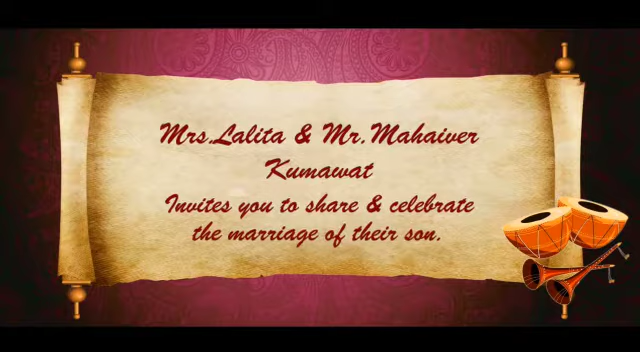 Mrs.Lalita & Mr.Mahaiver
Kumawat
Invites you to share & celebrate
the marriage of their son.